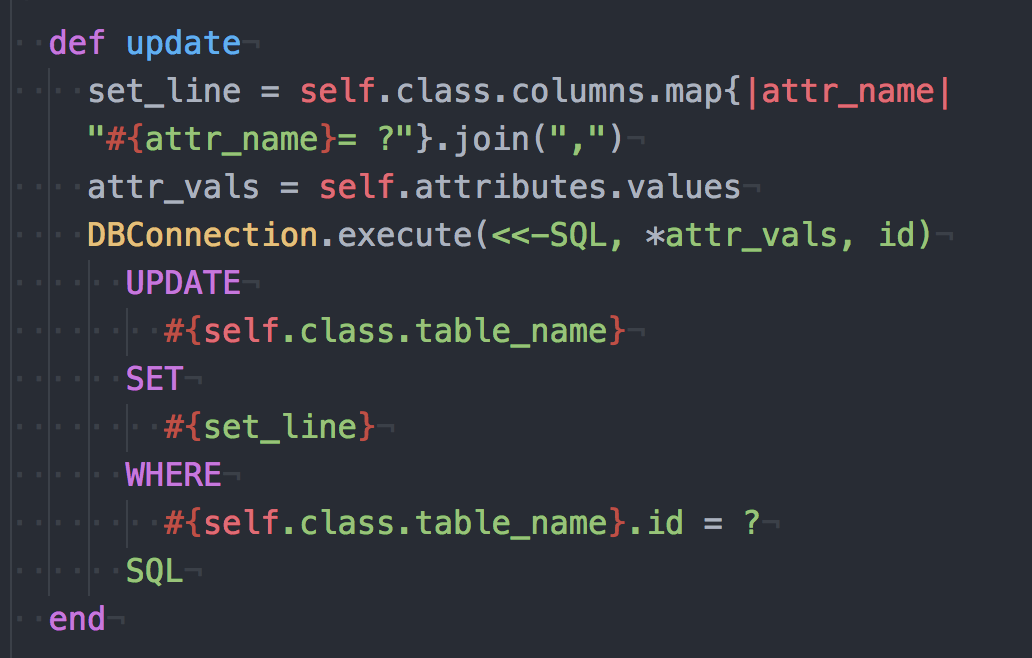 def update
set_line = self.class.columns.map{|attr_name|
"#{attr_name}= ?"}.join(",")
attr_vals = self.attributes.values
DBConnection.execute(<<-SQL, *attr_vals, id)
UPDATE
#{self.class.table_name}
SET
#{set_line}
WHERE
#{self.class.table_name}.id = ?
SQL
end